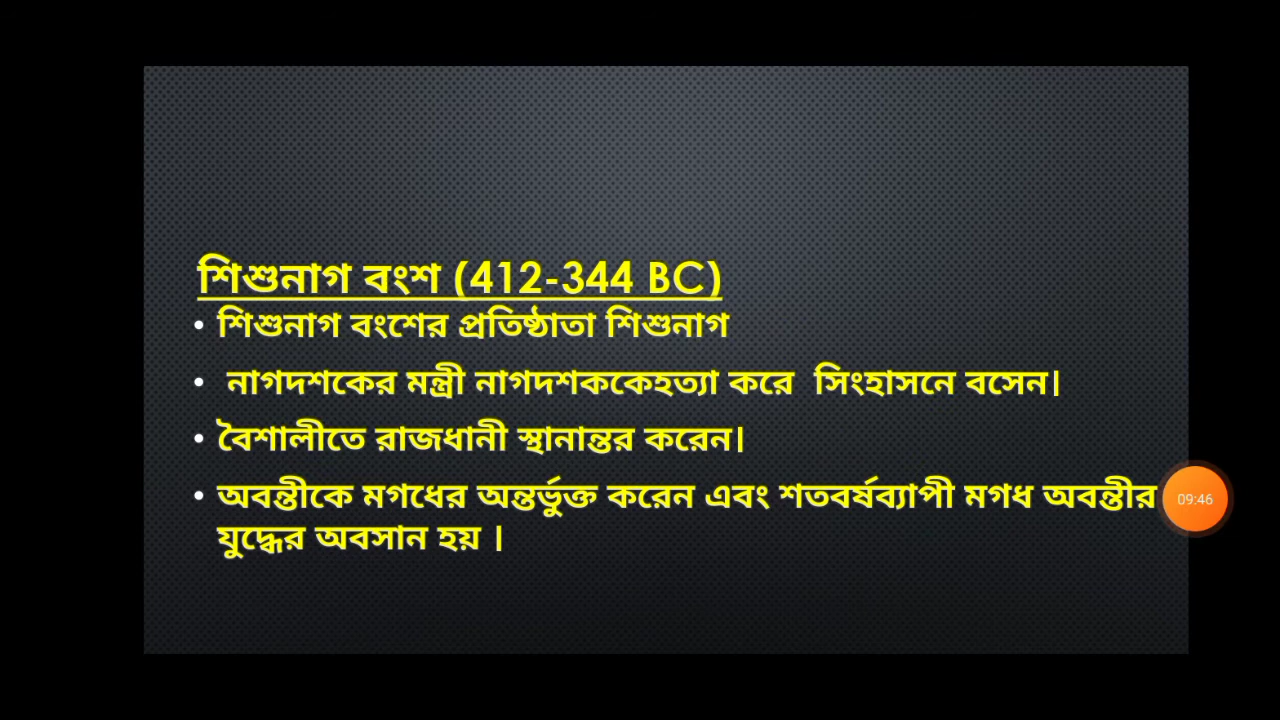 শিশুনাগ বংশ (412-344 BC)
• শিশুনাগ বংশের প্রতিষ্ঠাতা শিশুনাগ
• নাগদশকের মন্ত্রী নাগদশককেহত্যা করে সিংহাসনে বসেন।
• বৈশালীতে রাজধানী স্থানান্তর করেন।
• অবন্তীকে মগধের অন্তর্ভুক্ত করেন এবং শতবর্ষব্যাপী মগধ অবন্তীর
যুদ্ধের অবসান হয় ।
09:46